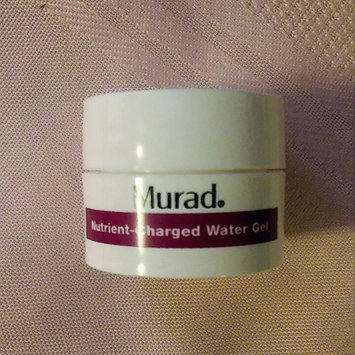 Murad.
Nutrient-Charged Water Gel